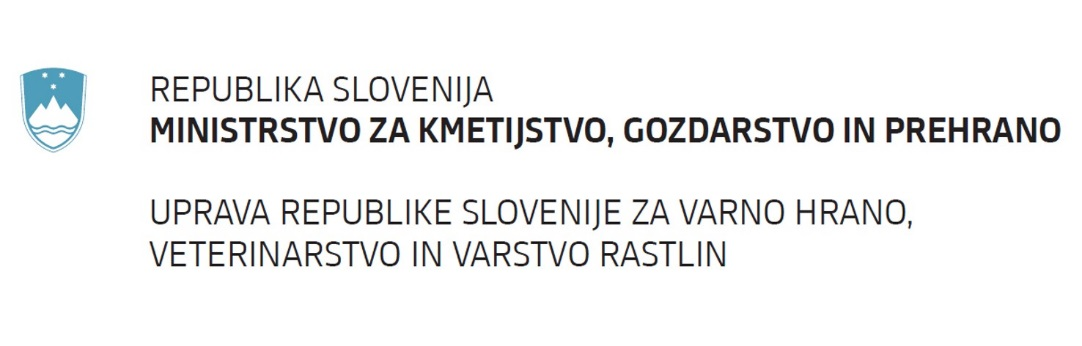 REPUBLIKA SLOVENIJA
MINISTRSTVO ZA KMETIJSTVO, GOZDARSTVO IN PREHRANO
UPRAVA REPUBLIKE SLOVENIJE ZA VARNO HRANO,
VETERINARSTVO IN VARSTVO RASTLIN